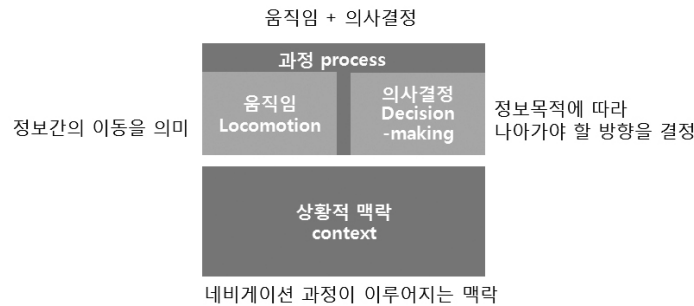 움직임 + 의사결정
과정 process
움직임
Locomotion
의사결정
Decision
-making
정보간의 이동을 의미
정보목적에 따라
나아가야 할 방향을 결정
상황적 맥락
context
네비게이션 과정이 이루어지는 맥락